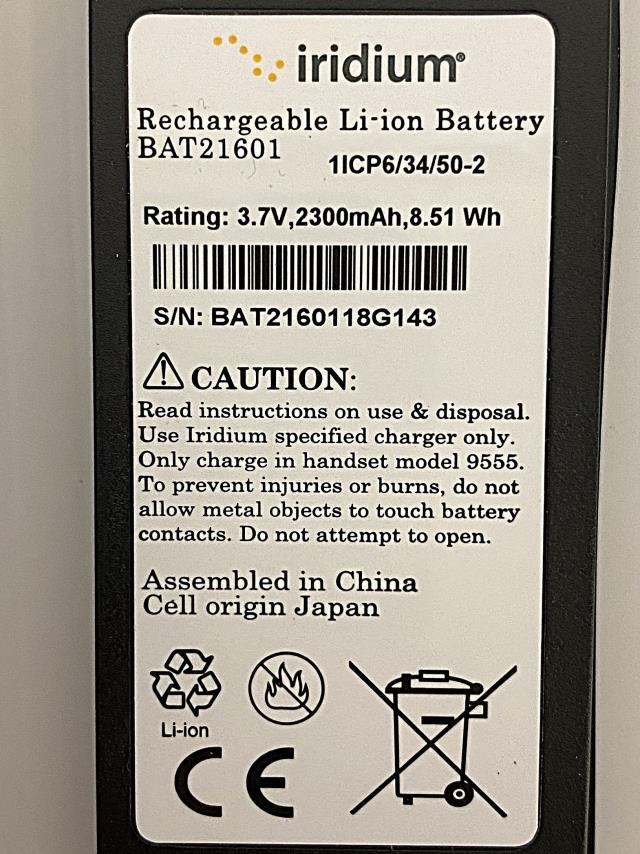 iridium®
Rechargeable Li-ion Battery
BAT21601
1ICP6/34/50-2
Rating: 3.7V,2300mAh,8.51 Wh
S/N: BAT2160118G143
CAUTION:
Read instructions on use & disposal.
Use Iridium specified charger only.
Only charge in handset model 9555.
To prevent injuries or burns, do not
allow metal objects to touch battery
contacts. Do not attempt to open.
Assembled in China
Cell origin Japan
Li-ion
CE